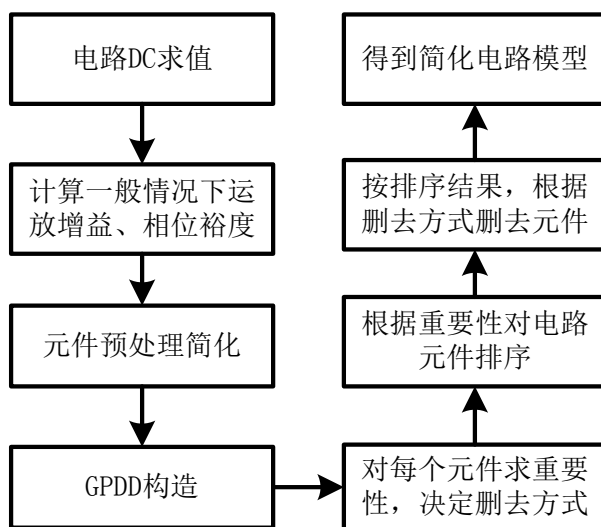 电路DC求值
计算一般情况下运
放增益、相位裕度
元件预处理简化
GPDD构造
对每个元件求重要
性，决定删去方式
根据重要性对电路
元件排序
按排序结果，根据
删去方式删去元件
得到简化电路模型